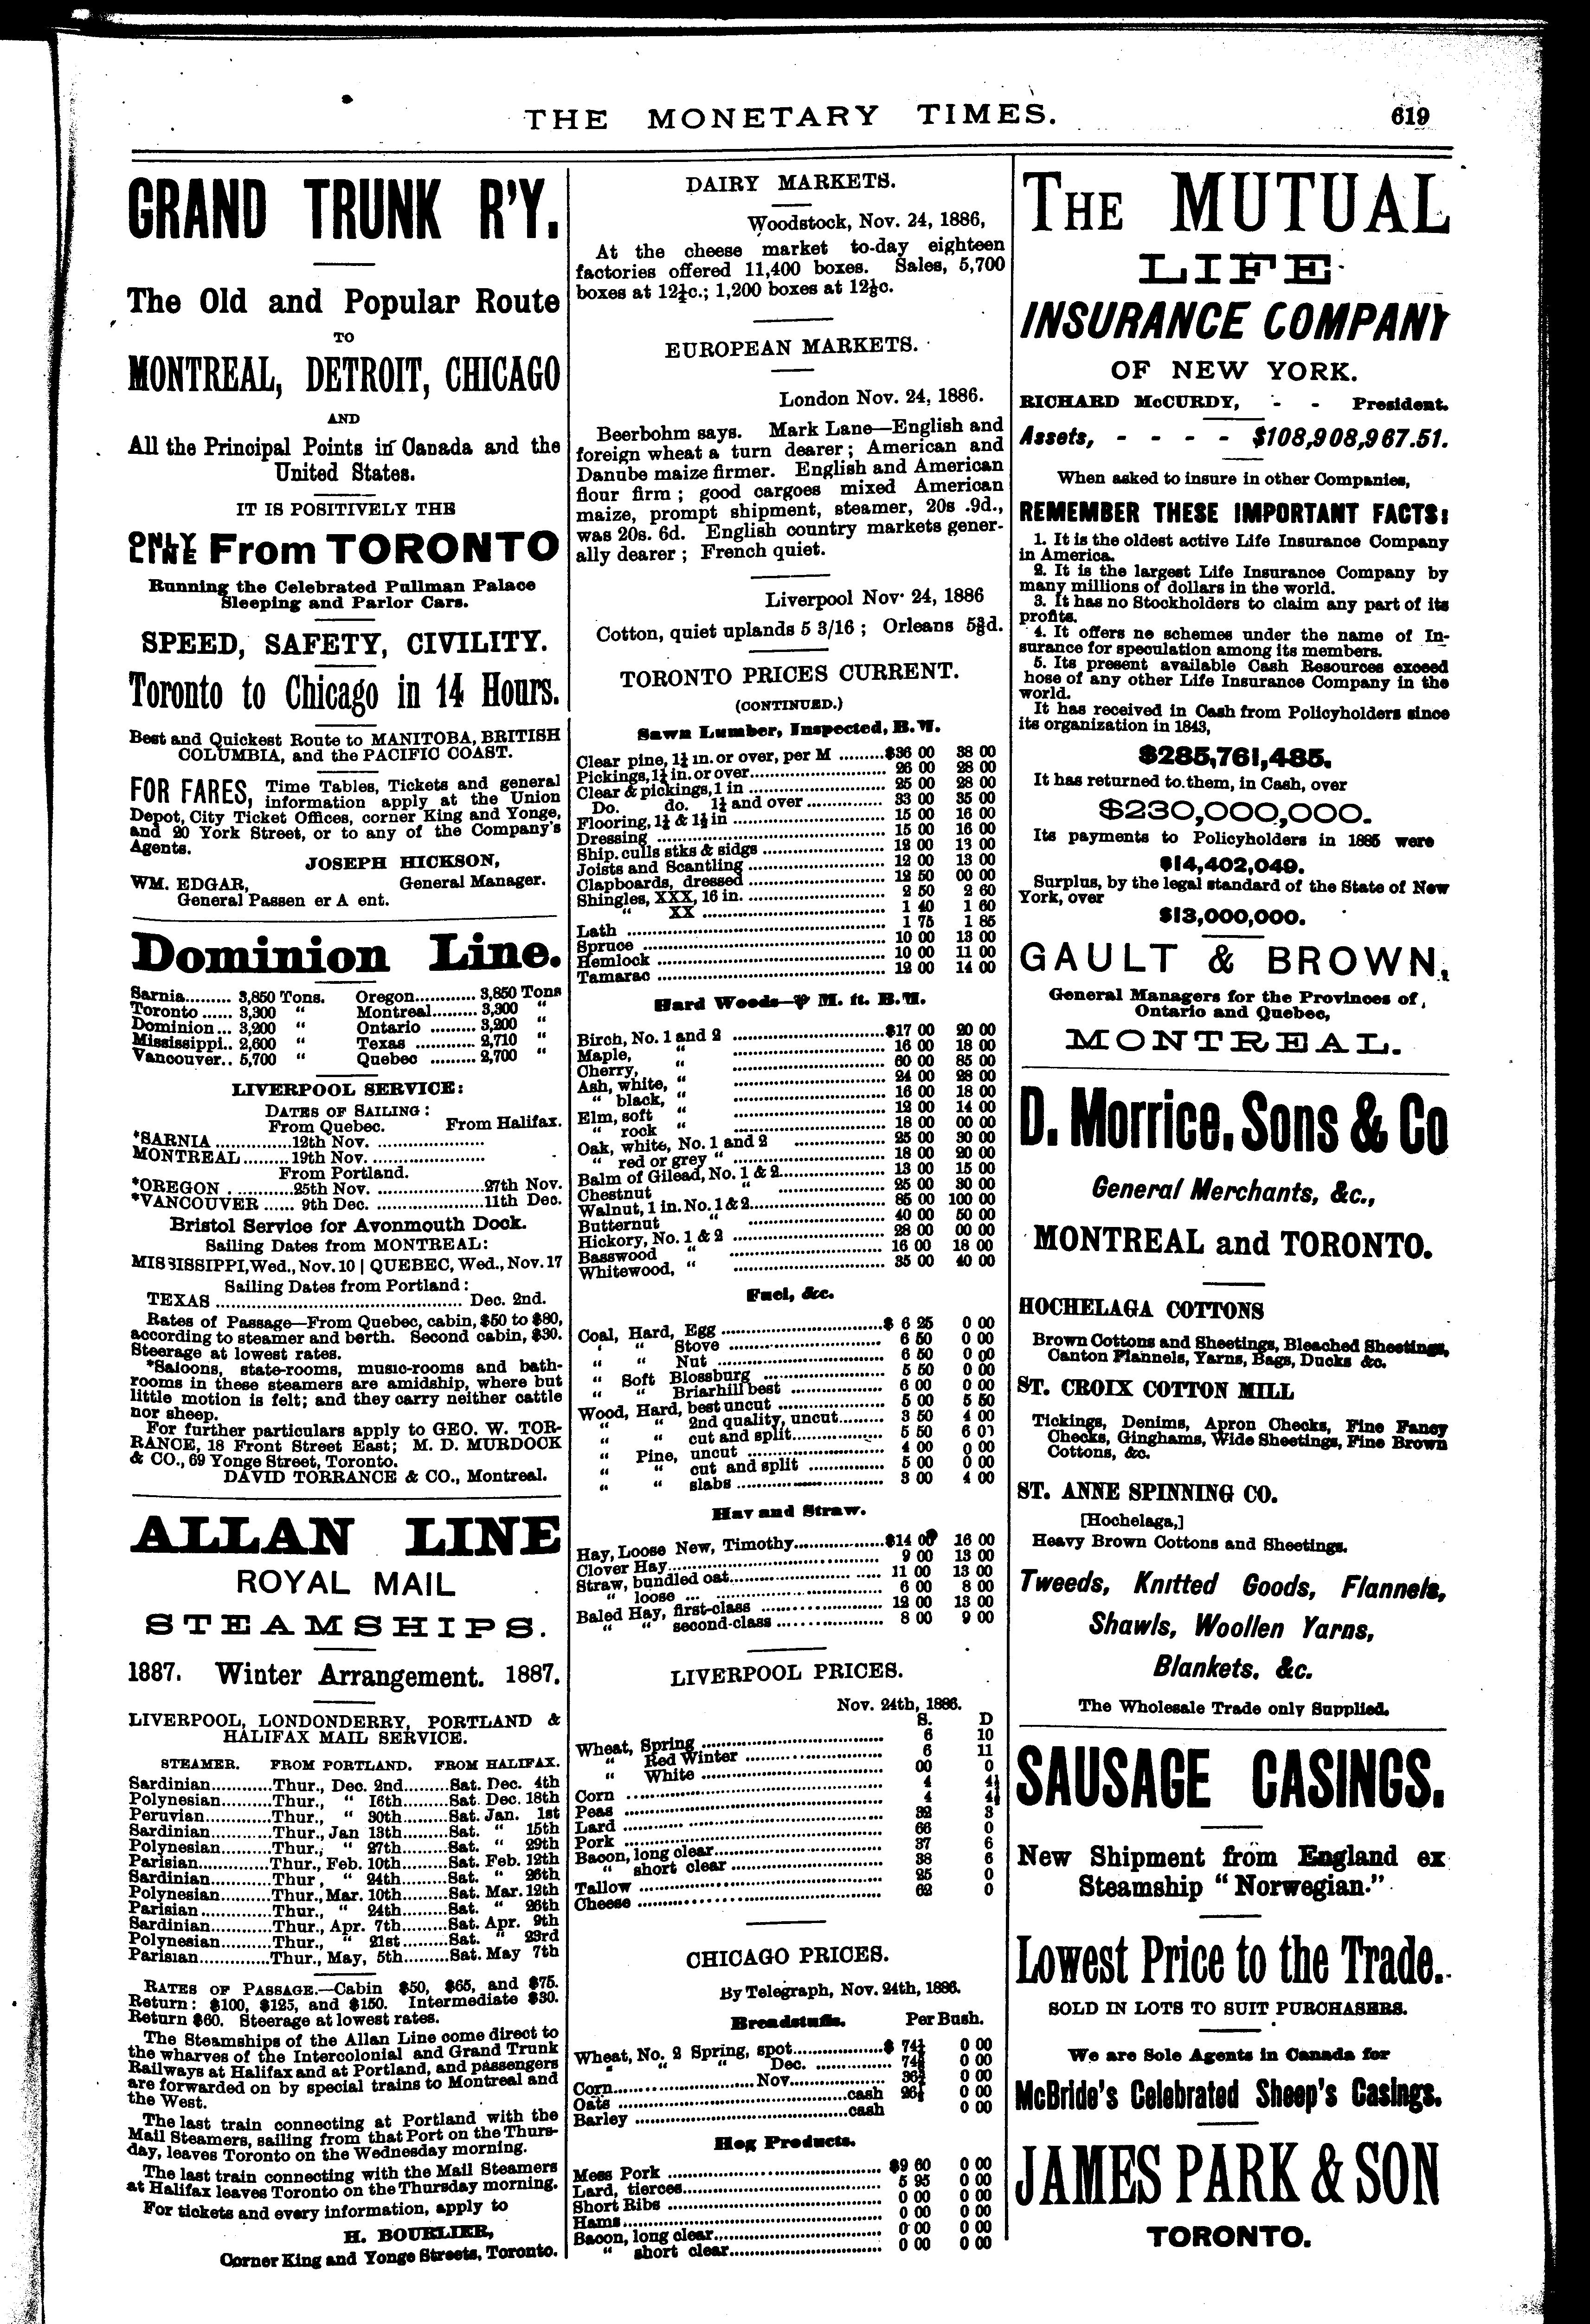 THE MONETARY TIMES.
619
GRAND TRUNK R'Y.
The Old and Popular Route
TO
MONTREAL, DETROIT, CHICAGO
AND
All the Principal Points in Canada and the
United States.
IT IS POSITIVELY THE
ONLY LINE From TORONTO
Running the Celebrated Pullman Palace
Sleeping and Parlor Cars.
SPEED, SAFETY, CIVILITY.
Toronto to Chicago in 14 Hours.
Best and Quickest Route to MANITOBA, BRITISH
COLUMBIA, and the PACIFIC COAST.
FOR FARES, Time Tables, Tickets and general
information apply at the Union
Depot, City Ticket Offices, corner King and Yonge,
and 20 York Street, or to any of the Company's
Agents.
JOSEPH HICKSON,
WM. EDGAR, General Manager.
General Passen er A ent.
Dominion Line.
Sarnia......... 3,850 Tons. Oregon............ 3,850 Tons
Toronto ...... 3,300 " Montreal......... 3,300 "
Dominion... 3,200 " Ontario ......... 3,200 "
Mississippi.. 2,600 " Texas ............ 2,710 "
Vancouver.. 5,700 " Quebec ......... 2,700 "
LIVERPOOL SERVICE:
DATES OF SAILING:
From Quebec. From Halifax.
*SARNIA ..............12th Nov. .....................
MONTREAL.........19th Nov. ......................
From Portland.
*OREGON ............25th Nov. .....................27th Nov.
*VANCOUVER ...... 9th Dec. .....................11th Dec.
Bristol Service for Avonmouth Dock.
Sailing Dates from MONTREAL:
MISSISSIPPI, Wed., Nov. 10 | QUEBEC, Wed., Nov. 17
Sailing Dates from Portland:
TEXAS ............................................. Dec. 2nd.
Rates of Passage—From Quebec, cabin, $50 to $80,
according to steamer and berth. Second cabin, $30.
Steerage at lowest rates.
*Saloons, state-rooms, music-rooms and bath-
rooms in these steamers are amidship, where but
little motion is felt; and they carry neither cattle
nor sheep.
For further particulars apply to GEO. W. TOR-
RANCE, 18 Front Street East; M. D. MURDOCK
& CO., 69 Yonge Street, Toronto.
DAVID TORRANCE & CO., Montreal.
ALLAN LINE
ROYAL MAIL
STEAMSHIPS.
1887. Winter Arrangement. 1887.
LIVERPOOL, LONDONDERRY, PORTLAND &
HALIFAX MAIL SERVICE.
STEAMER. FROM PORTLAND. FROM HALIFAX.
Sardinian...........Thur., Dec. 2nd........Sat. Dec. 4th
Polynesian..........Thur., " 16th........Sat. Dec. 18th
Peruvian............Thur., " 30th........Sat. Jan. 1st
Sardinian...........Thur., Jan 13th........Sat. " 15th
Polynesian..........Thur., " 27th........Sat. " 29th
Parisian.............Thur., Feb. 10th........Sat. Feb. 12th
Sardinian...........Thur, " 24th........Sat. " 26th
Polynesian..........Thur., Mar. 10th........Sat. Mar. 12th
Parisian.............Thur., " 24th........Sat. " 26th
Sardinian...........Thur., Apr. 7th........Sat. Apr. 9th
Polynesian..........Thur., " 21st........Sat. " 23rd
Parisian.............Thur., May, 5th........Sat. May 7th
RATES OF PASSAGE.—Cabin $50, $65, and $75.
Return: $100, $125, and $150. Intermediate $30.
Return $60. Steerage at lowest rates.
The Steamships of the Allan Line come direct to
the wharves of the Intercolonial and Grand Trunk
Railways at Halifax and at Portland, and passengers
are forwarded on by special trains to Montreal and
the West.
The last train connecting at Portland with the
Mail Steamers, sailing from that Port on the Thurs-
day, leaves Toronto on the Wednesday morning.
The last train connecting with the Mail Steamers
at Halifax leaves Toronto on the Thursday morning.
For tickets and every information, apply to
H. BOURLIER,
Corner King and Yonge Streets, Toronto.
DAIRY MARKETS.
Woodstock, Nov. 24, 1886,
At the cheese market to-day eighteen
factories offered 11,400 boxes. Sales, 5,700
boxes at 12¼c.; 1,200 boxes at 12⅛c.
EUROPEAN MARKETS.
London Nov. 24, 1886.
Beerbohm says. Mark Lane—English and
foreign wheat a turn dearer; American and
Danube maize firmer. English and American
flour firm; good cargoes mixed American
maize, prompt shipment, steamer, 20s .9d.,
was 20s. 6d. English country markets gener-
ally dearer; French quiet.
Liverpool Nov· 24, 1886
Cotton, quiet uplands 5 3/16; Orleans 5⅜d.
TORONTO PRICES CURRENT.
(CONTINUED.)
Sawn Lumber, Inspected, B.M.
Clear pine, 1¼ in. or over, per M .........$36 00 38 00
Pickings, 1¼ in. or over........................... 26 00 28 00
Clear & pickings, 1 in ........................... 25 00 28 00
Do. do. 1¼ and over ............... 33 00 35 00
Flooring, 1¼ & 1½ in .............................. 15 00 16 00
Dressing ............................................. 15 00 16 00
Ship. culls stks & sidgs ........................ 12 00 13 00
Joists and Scantling ........................... 12 00 13 00
Clapboards, dressed ........................... 12 50 00 00
Shingles, XXX, 16 in. ........................... 2 50 2 60
" XX .................................... 1 40 1 60
Lath ................................................... 1 75 1 85
Spruce ................................................ 10 00 13 00
Hemlock ............................................. 10 00 11 00
Tamarac ............................................. 12 00 14 00
Hard Woods—℔ M. ft. B.M.
Birch, No. 1 and 2 ..............................$17 00 20 00
Maple, " .............................. 16 00 18 00
Cherry, " .............................. 60 00 85 00
Ash, white, " .............................. 24 00 28 00
" black, " .............................. 16 00 18 00
Elm, soft " .............................. 12 00 14 00
" rock " .............................. 18 00 00 00
Oak, white, No. 1 and 2 .................. 25 00 30 00
" red or grey " .............................. 18 00 20 00
Balm of Gilead, No. 1 & 2..................... 13 00 15 00
Chestnut " ..................... 25 00 30 00
Walnut, 1 in. No. 1 & 2........................... 85 00 100 00
Butternut " ........................... 40 00 50 00
Hickory, No. 1 & 2 .............................. 28 00 00 00
Basswood " .............................. 16 00 18 00
Whitewood, " .............................. 35 00 40 00
Fuel, &c.
Coal, Hard, Egg .................................$ 6 25 0 00
" " Stove .............................. 6 50 0 00
" " Nut ................................. 6 50 0 00
" Soft Blossburg ........................ 5 50 0 00
" " Briarhill best .................. 6 00 0 00
Wood, Hard, best uncut ..................... 5 00 5 50
" " 2nd quality, uncut......... 3 50 4 00
" " cut and split.................. 5 50 6 00
" Pine, uncut ........................... 4 00 0 00
" " cut and split ............... 5 00 0 00
" " slabs ........................... 3 00 4 00
Hay and Straw.
Hay, Loose New, Timothy..................$14 00 16 00
Clover Hay.......................................... 9 00 13 00
Straw, bundled oat.............................. 11 00 13 00
" loose .................................... 6 00 8 00
Baled Hay, first-class ........................ 12 00 13 00
" " second-class ..................... 8 00 9 00
LIVERPOOL PRICES.
Nov. 24th, 1886.
S. D
Wheat, Spring .................................... 6 10
" Red Winter ........................... 6 11
" White .................................... 00 0
Corn ................................................ 4 4½
Peas ................................................ 4 4½
Lard ................................................ 32 3
Pork ................................................ 66 0
Bacon, long clear................................. 37 6
" short clear .............................. 38 6
Tallow ............................................. 25 0
Cheese ............................................. 62 0
CHICAGO PRICES.
By Telegraph, Nov. 24th, 1886.
Breadstuffs. Per Bush.
Wheat, No. 2 Spring, spot..................$ 74¼ 0 00
" " " Dec. ............... 0 00
Corn.............................Nov.................. 0 00
Oats .............................................cash 0 00
Barley ..........................................cash 0 00
Hog Products.
Mess Pork .......................................... $9 60 0 00
Lard, tierces....................................... 5 95 0 00
Short Ribs .......................................... 0 00 0 00
Hams................................................ 0 00 0 00
Bacon, long clear................................. 0 00 0 00
" short clear.............................. 0 00 0 00
THE MUTUAL
LIFE
INSURANCE COMPANY
OF NEW YORK.
RICHARD McCURDY, - - President.
Assets, - - - - $108,908,967.51.
When asked to insure in other Companies,
REMEMBER THESE IMPORTANT FACTS:
1. It is the oldest active Life Insurance Company
in America.
2. It is the largest Life Insurance Company by
many millions of dollars in the world.
3. It has no Stockholders to claim any part of its
profits.
4. It offers ne schemes under the name of In-
surance for speculation among its members.
5. Its present available Cash Resources exceed
hose of any other Life Insurance Company in the
world.
It has received in Cash from Policyholders since
its organization in 1843,
$285,761,485.
It has returned to them, in Cash, over
$230,000,000.
Its payments to Policyholders in 1885 were
$14,402,049.
Surplus, by the legal standard of the State of New
York, over
$13,000,000.
GAULT & BROWN,
General Managers for the Provinces of
Ontario and Quebec,
MONTREAL.
D. Morrice, Sons & Co
General Merchants, &c.,
MONTREAL and TORONTO.
HOCHELAGA COTTONS
Brown Cottons and Sheetings, Bleached Sheetings,
Canton Flannels, Yarns, Bags, Ducks &c.
ST. CROIX COTTON MILL
Tickings, Denims, Apron Checks, Fine Fancy
Checks, Ginghams, Wide Sheetings, Fine Brown
Cottons, &c.
ST. ANNE SPINNING CO.
[Hochelaga,]
Heavy Brown Cottons and Sheetings.
Tweeds, Knitted Goods, Flannels,
Shawls, Woollen Yarns,
Blankets, &c.
The Wholesale Trade only Supplied.
SAUSAGE CASINGS.
New Shipment from England ex
Steamship "Norwegian."
Lowest Price to the Trade.
SOLD IN LOTS TO SUIT PURCHASERS.
We are Sole Agents in Canada for
McBride's Celebrated Sheep's Casings.
JAMES PARK & SON
TORONTO.